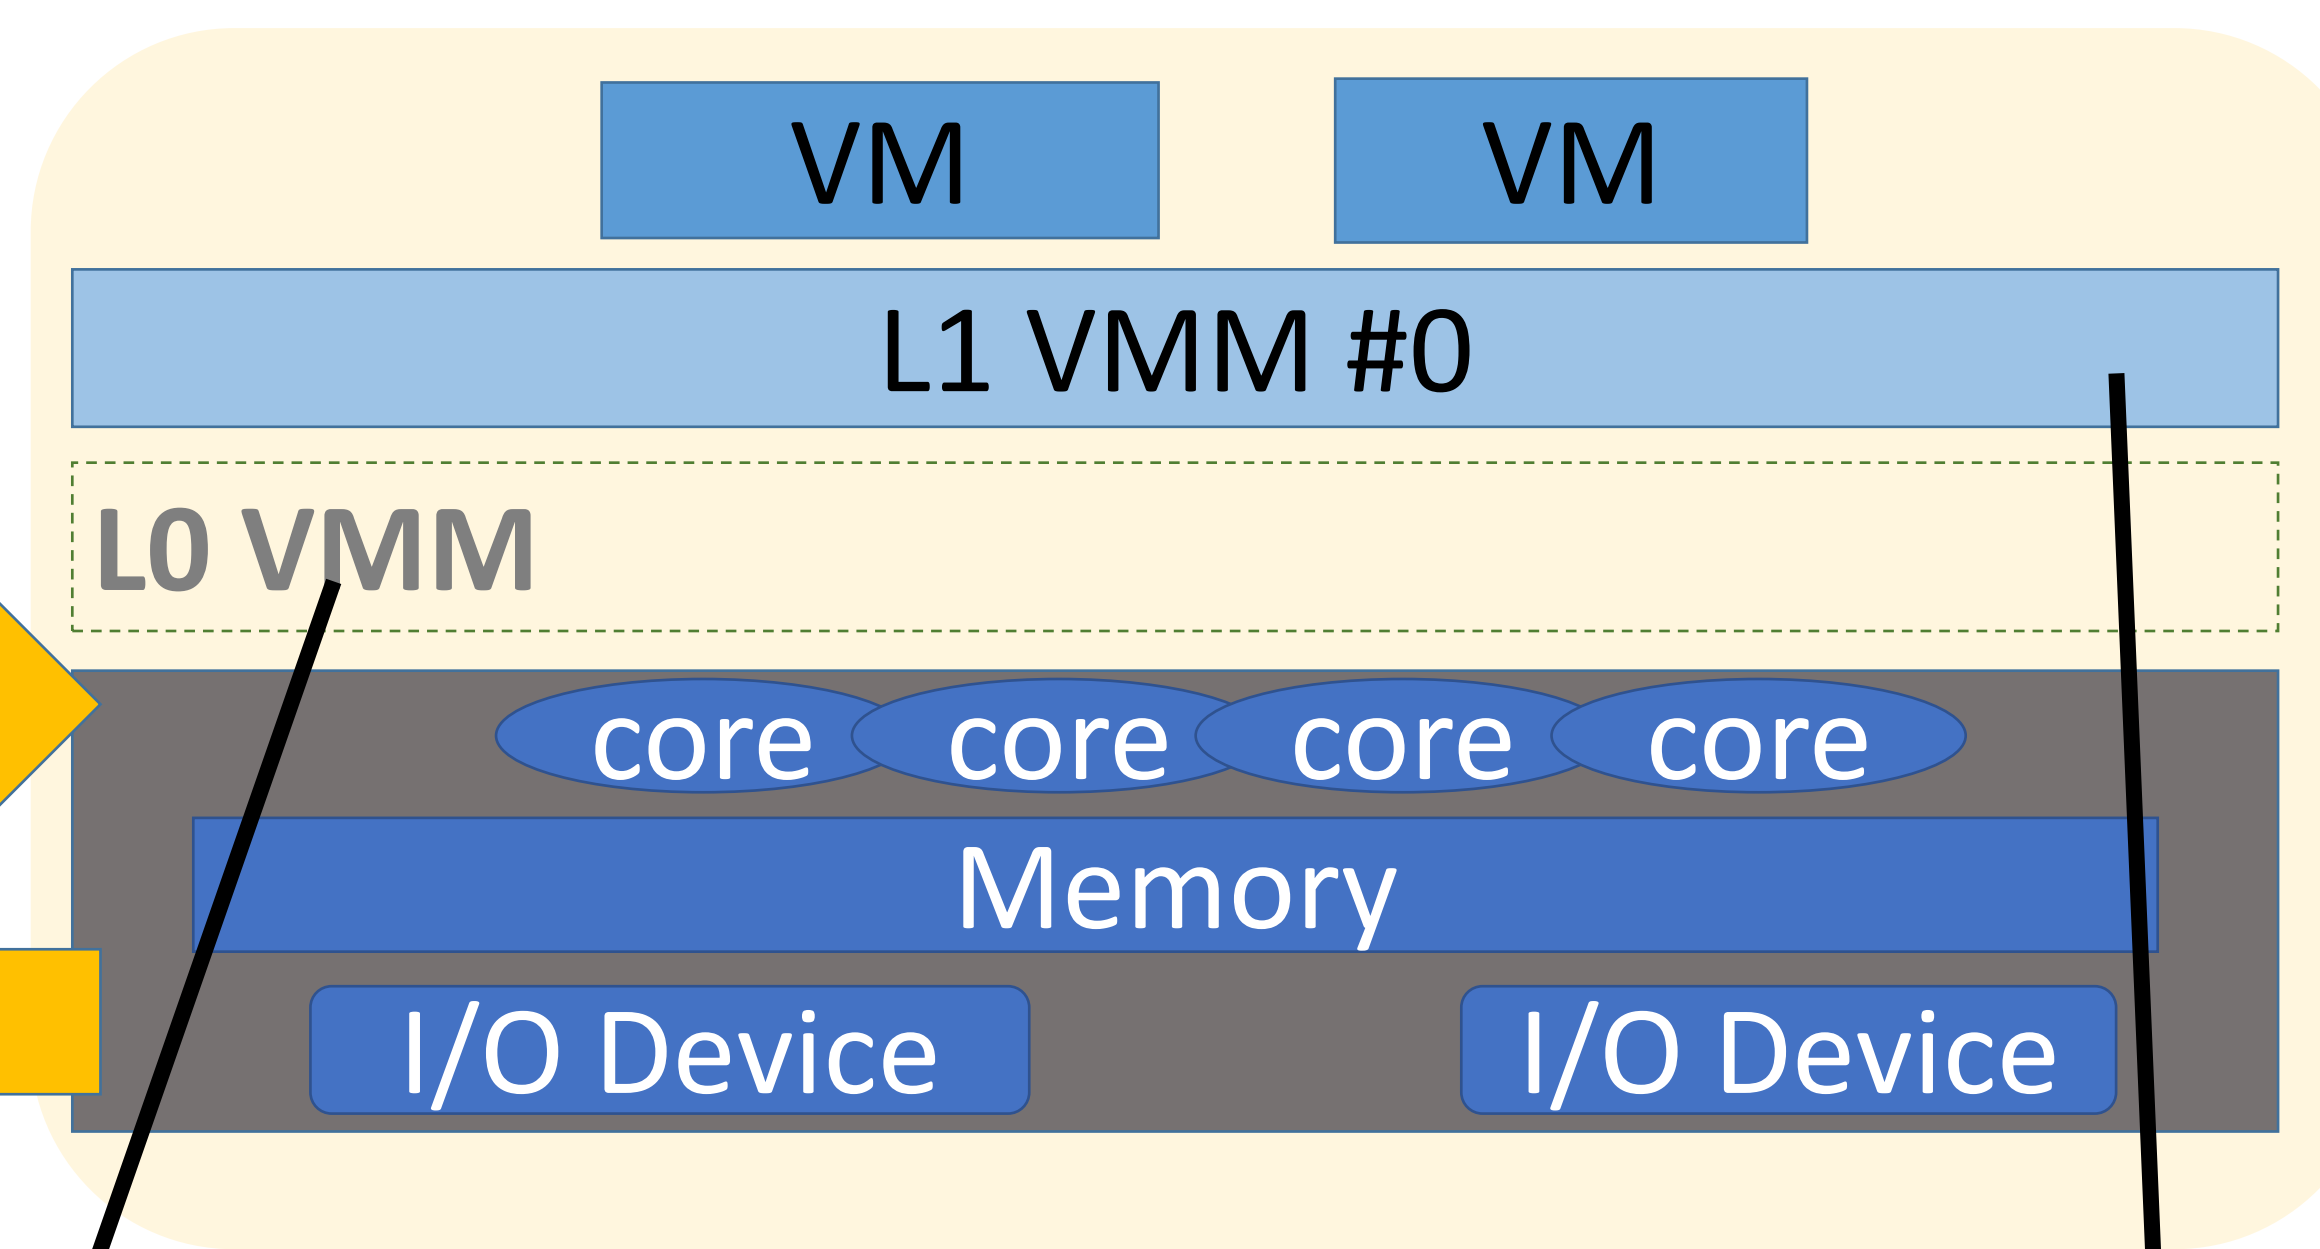 VM VM
L1 VMM #0
L0 VMM
core core core core
Memory
I/O Device I/O Device